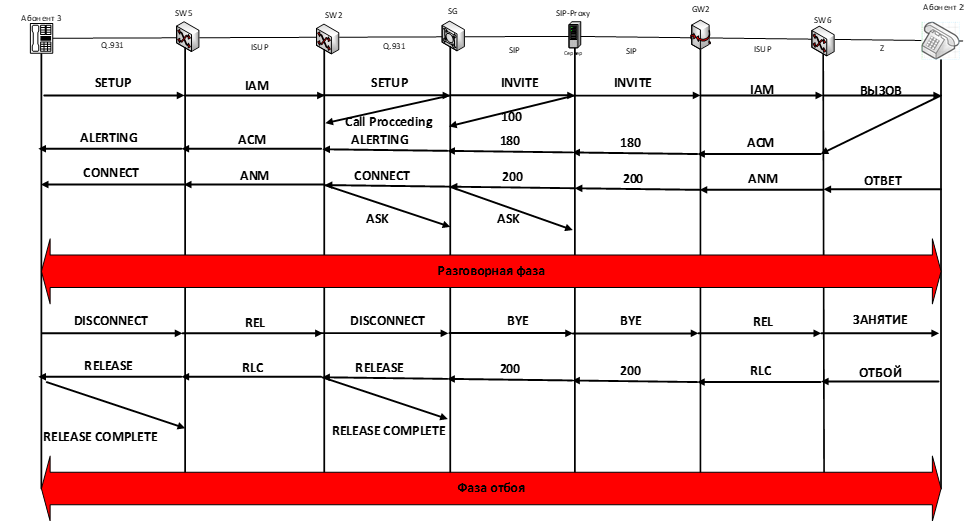 Абонент 3
SW5
SW2
SG
SIP-Proxy
GW2
SW6
Абонент 2
Сервер
Q.931
ISUP
Q.931
SIP
SIP
ISUP
Z
SETUP
IAM
SETUP
INVITE
INVITE
IAM
ВЫЗОВ
Call Procceding
100
ALERTING
ACM
ALERTING
180
180
ACM
CONNECT
ANM
CONNECT
200
200
ANM
ОТВЕТ
ASK
ASK
Разговорная фаза
DISCONNECT
REL
DISCONNECT
BYE
BYE
REL
ЗАНЯТИЕ
RELEASE
RLC
RELEASE
200
200
RLC
ОТБОЙ
RELEASE COMPLETE
RELEASE COMPLETE
Фаза отбоя